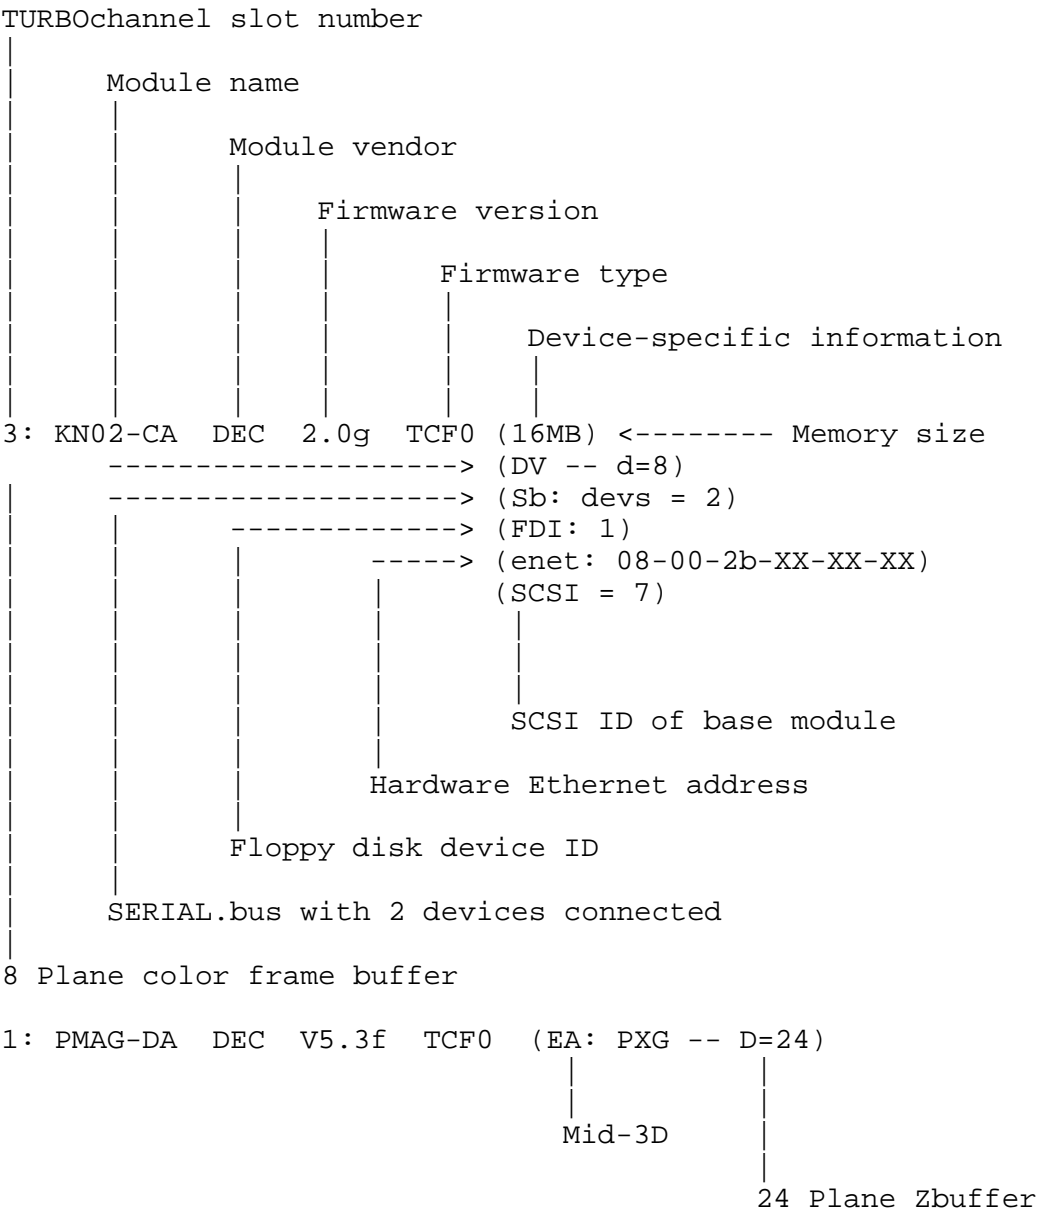 TURBOchannel slot number
Module name
Module vendor
Firmware version
Firmware type
Device-specific information
3: KN02-CA  DEC  2.0g  TCF0 (16MB) <-------- Memory size
--------------------> (DV -- d=8)
--------------------> (Sb: devs = 2)
-------------> (FDI: 1)
-----> (enet: 08-00-2b-XX-XX-XX)
(SCSI = 7)
SCSI ID of base module
Hardware Ethernet address
Floppy disk device ID
SERIAL.bus with 2 devices connected
8 Plane color frame buffer
1: PMAG-DA  DEC  V5.3f  TCF0  (EA: PXG -- D=24)
Mid-3D
24 Plane Zbuffer